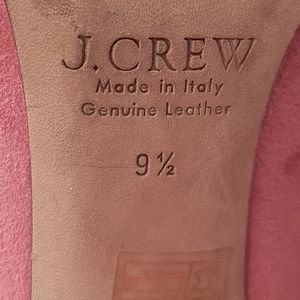 J. CREW
Made in Italy
Genuine Leather
9 ½